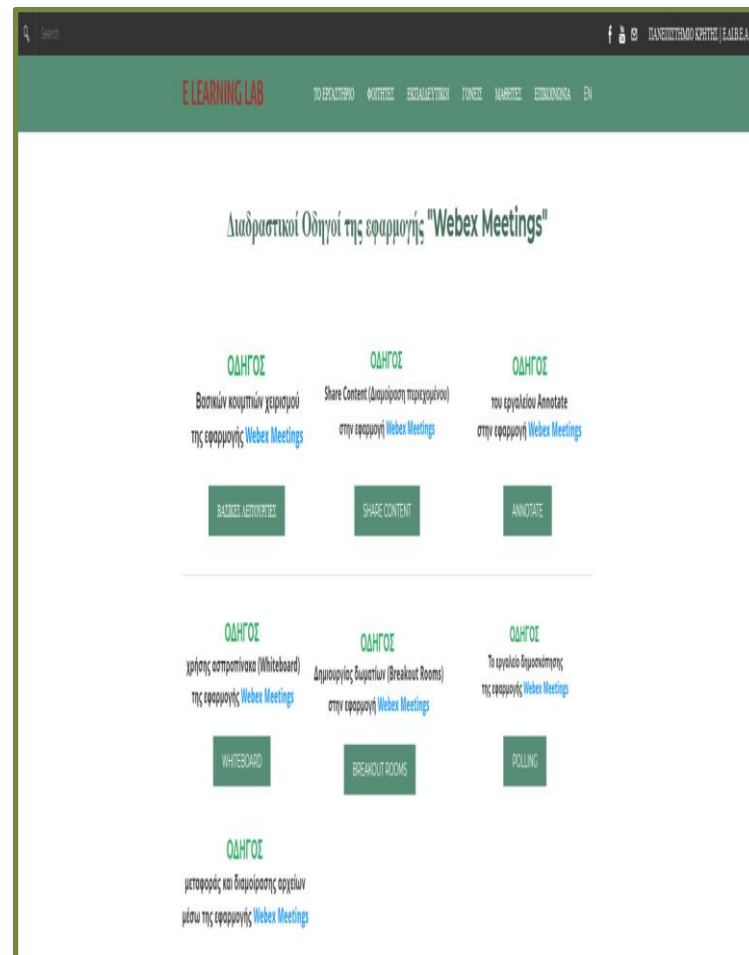 Search
ΠΑΝΕΠΙΣΤΗΜΙΟ ΚΡΗΤΗΣ | Ε.ΔΙ.Β.Ε.Α
E LEARNING LAB
ΤΟ ΕΡΓΑΣΤΗΡΙΟ ΦΟΙΤΗΤΕΣ ΕΚΠΑΙΔΕΥΤΙΚΟΙ ΓΟΝΕΙΣ ΜΑΘΗΤΕΣ ΕΠΙΚΟΙΝΩΝΙΑ EN
Διαδραστικοί Οδηγοί της εφαρμογής "Webex Meetings"
ΟΔΗΓΟΣ
Βασικών κουμπιών χειρισμού
της εφαρμογής Webex Meetings
ΒΑΣΙΚΕΣ ΛΕΙΤΟΥΡΓΙΕΣ
ΟΔΗΓΟΣ
Share Content (Διαμοίραση περιεχομένου)
στην εφαρμογή Webex Meetings
SHARE CONTENT
ΟΔΗΓΟΣ
του εργαλείου Annotate
στην εφαρμογή Webex Meetings
ANNOTATE
ΟΔΗΓΟΣ
χρήσης ασπροπίνακα (Whiteboard)
της εφαρμογής Webex Meetings
WHITEBOARD
ΟΔΗΓΟΣ
Δημιουργίας δωματίων (Breakout Rooms)
στην εφαρμογή Webex Meetings
BREAKOUT ROOMS
ΟΔΗΓΟΣ
Το εργαλείο δημοσκόπησης
της εφαρμογής Webex Meetings
POLLING
ΟΔΗΓΟΣ
μεταφοράς και διαμοίρασης αρχείων
μέσω της εφαρμογής Webex Meetings